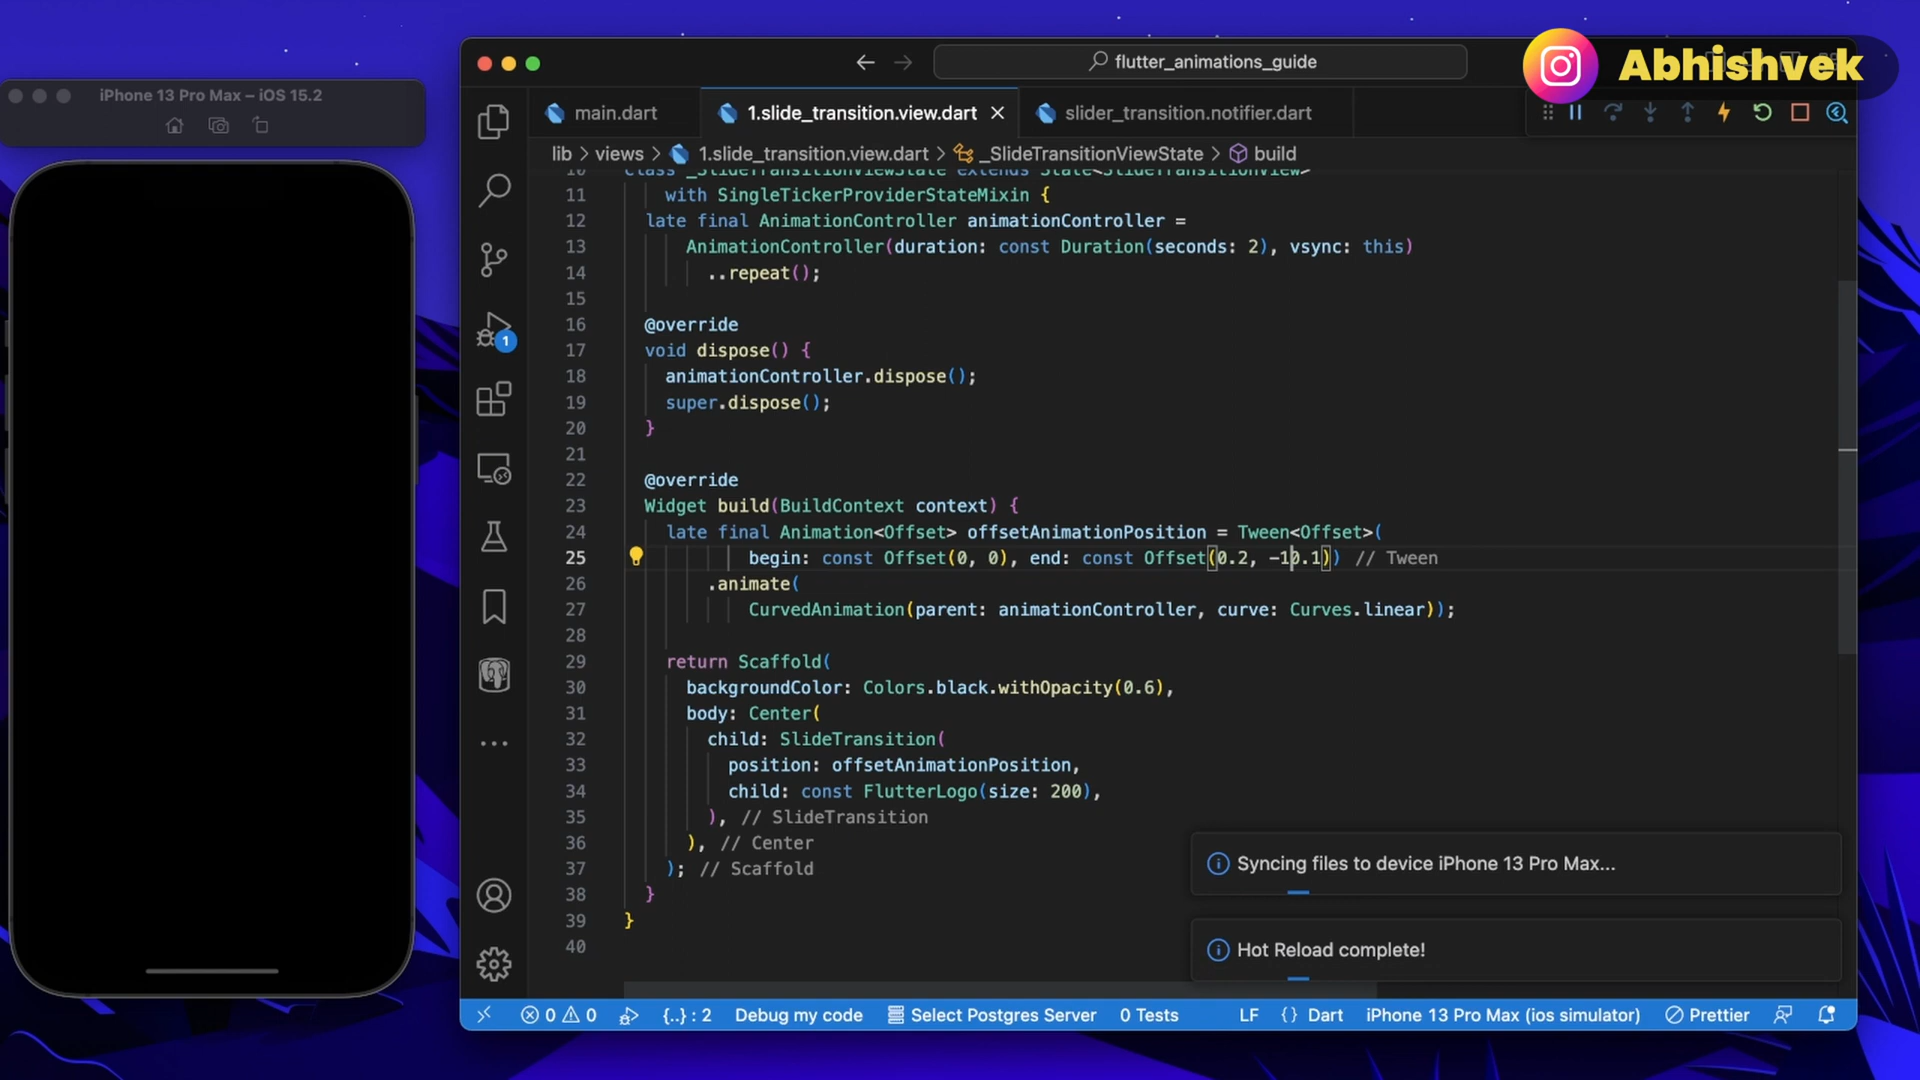 flutter_animations_guide
Abhishvek
iPhone 13 Pro Max – iOS 15.2
main.dart
1.slide_transition.view.dart
slider_transition.notifier.dart
lib > views > 1.slide_transition.view.dart > _SlideTransitionViewState > build
10 class _SlideTransitionViewState extends State<SlideTransitionView>
11 with SingleTickerProviderStateMixin {
12 late final AnimationController animationController =
13 AnimationController(duration: const Duration(seconds: 2), vsync: this)
14 ..repeat();
15
16 @override
17 void dispose() {
18 animationController.dispose();
19 super.dispose();
20 }
21
22 @override
23 Widget build(BuildContext context) {
24 late final Animation<Offset> offsetAnimationPosition = Tween<Offset>(
25 begin: const Offset(0, 0), end: const Offset(0.2, -10.1)) // Tween
26 .animate(
27 CurvedAnimation(parent: animationController, curve: Curves.linear));
28
29 return Scaffold(
30 backgroundColor: Colors.black.withOpacity(0.6),
31 body: Center(
32 child: SlideTransition(
33 position: offsetAnimationPosition,
34 child: const FlutterLogo(size: 200),
35 ), // SlideTransition
36 ), // Center
37 ); // Scaffold
38 }
39 }
40
1
Syncing files to device iPhone 13 Pro Max...
Hot Reload complete!
0 0 {..} : 2 Debug my code Select Postgres Server 0 Tests LF {} Dart iPhone 13 Pro Max (ios simulator) Prettier